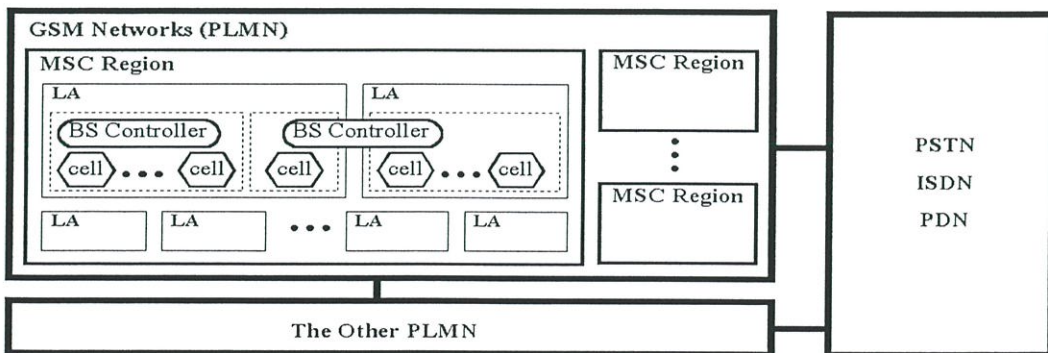 GSM Networks (PLMN)
MSC Region
LA
LA
BS Controller
BS Controller
cell
cell
cell
cell
cell
LA
LA
LA
LA
MSC Region
MSC Region
PSTN
ISDN
PDN
The Other PLMN